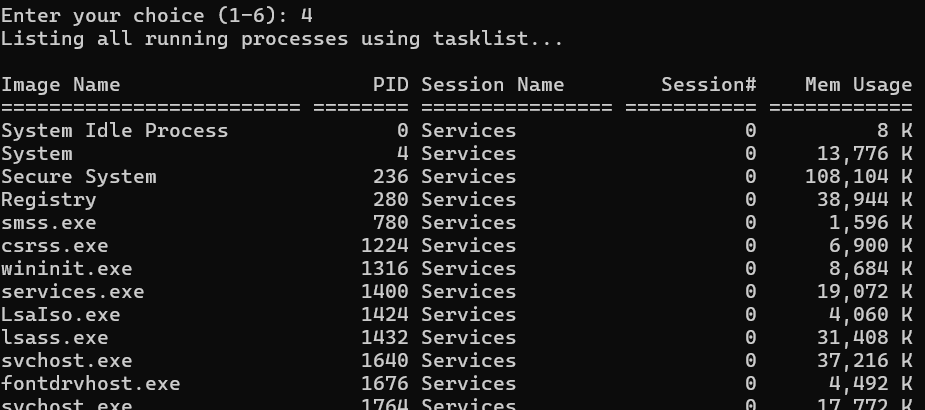 Enter your choice (1-6): 4
Listing all running processes using tasklist...
Image Name                     PID Session Name        Session#    Mem Usage
========================= ======== ================ =========== ============
System Idle Process              0 Services                   0          8 K
System                           4 Services                   0     13,776 K
Secure System                  236 Services                   0    108,104 K
Registry                       280 Services                   0     38,944 K
smss.exe                       780 Services                   0      1,596 K
csrss.exe                     1224 Services                   0      6,900 K
wininit.exe                   1316 Services                   0      8,684 K
services.exe                  1400 Services                   0     19,072 K
LsaIso.exe                    1424 Services                   0      4,060 K
lsass.exe                     1432 Services                   0     31,408 K
svchost.exe                   1640 Services                   0     37,216 K
fontdrvhost.exe               1676 Services                   0      4,492 K
svchost.exe                   1764 Services                   0     17,772 K